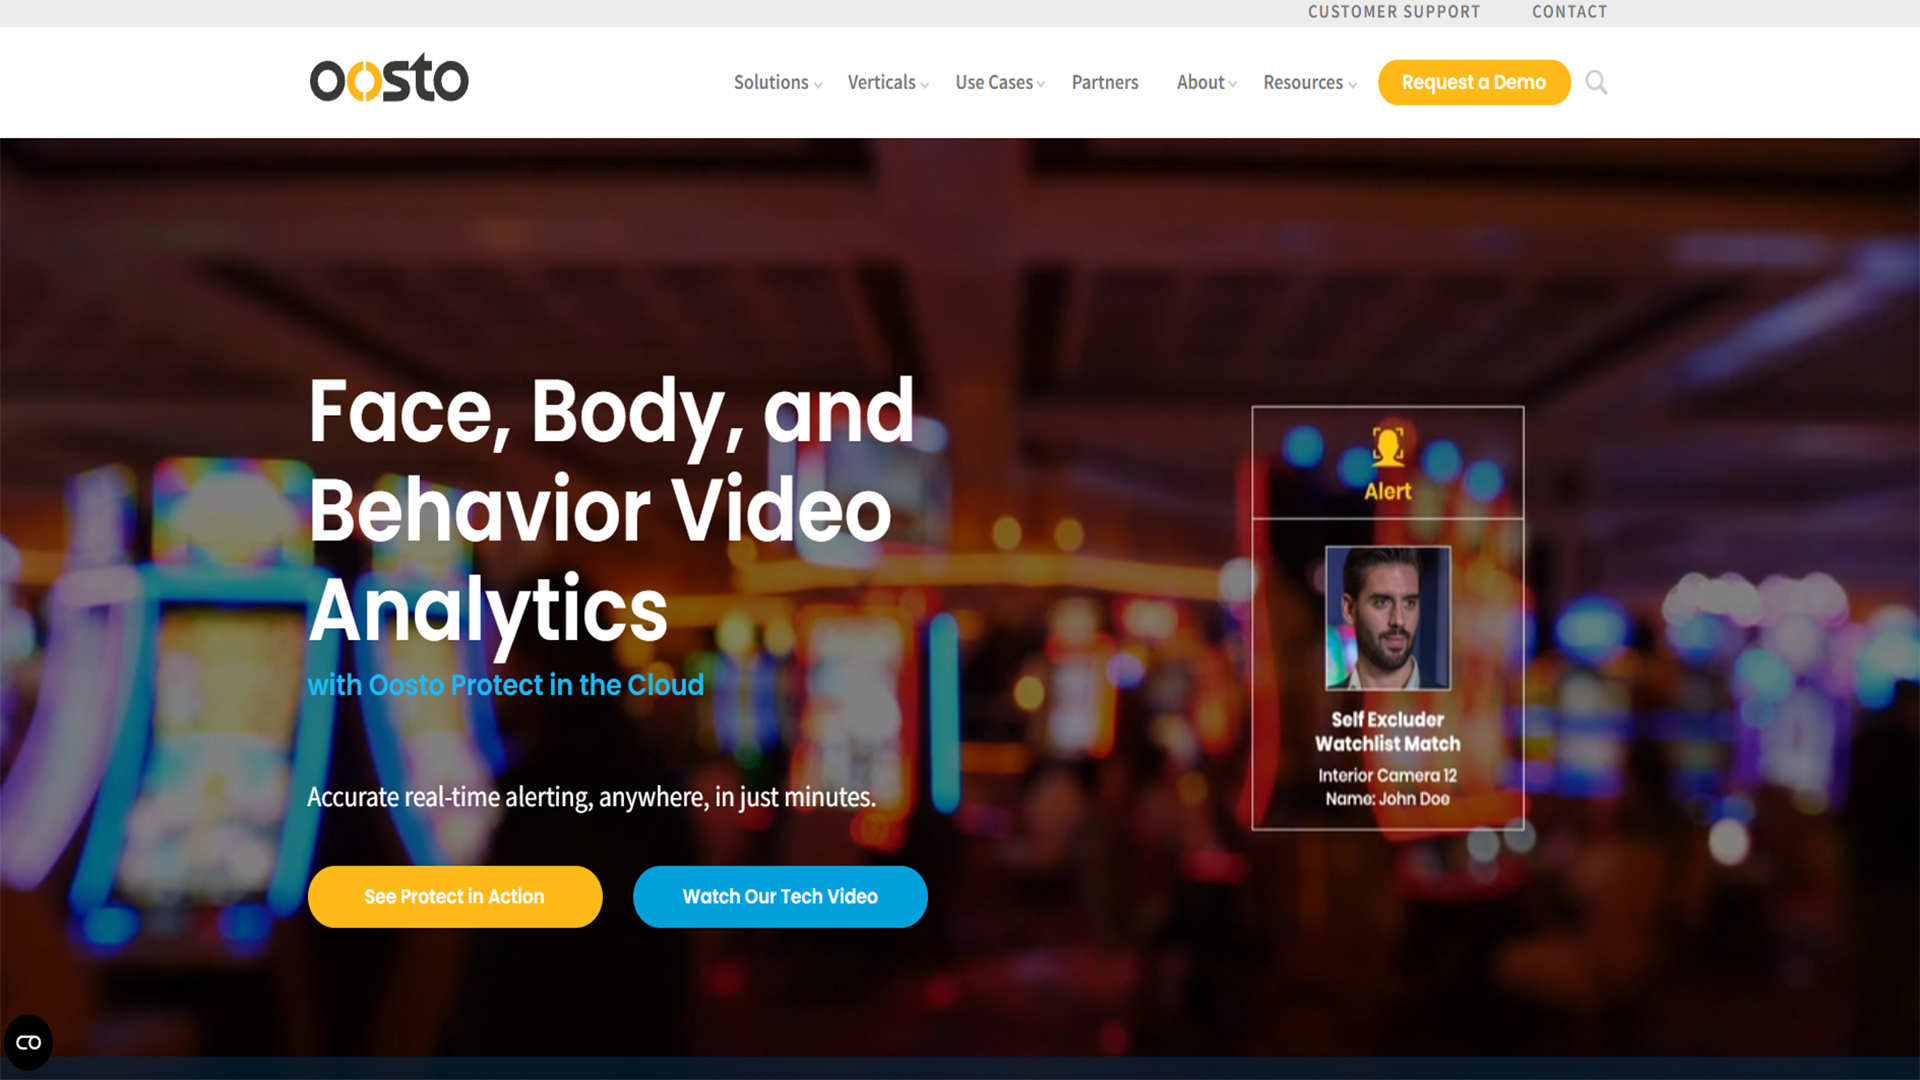 CUSTOMER SUPPORT CONTACT
oosto
Solutions Verticals Use Cases Partners About Resources Request a Demo
Face, Body, and
Behavior Video
Analytics
with Oosto Protect in the Cloud
Accurate real-time alerting, anywhere, in just minutes.
See Protect in Action Watch Our Tech Video
Alert
Self Excluder
Watchlist Match
Interior Camera 12
Name: John Doe